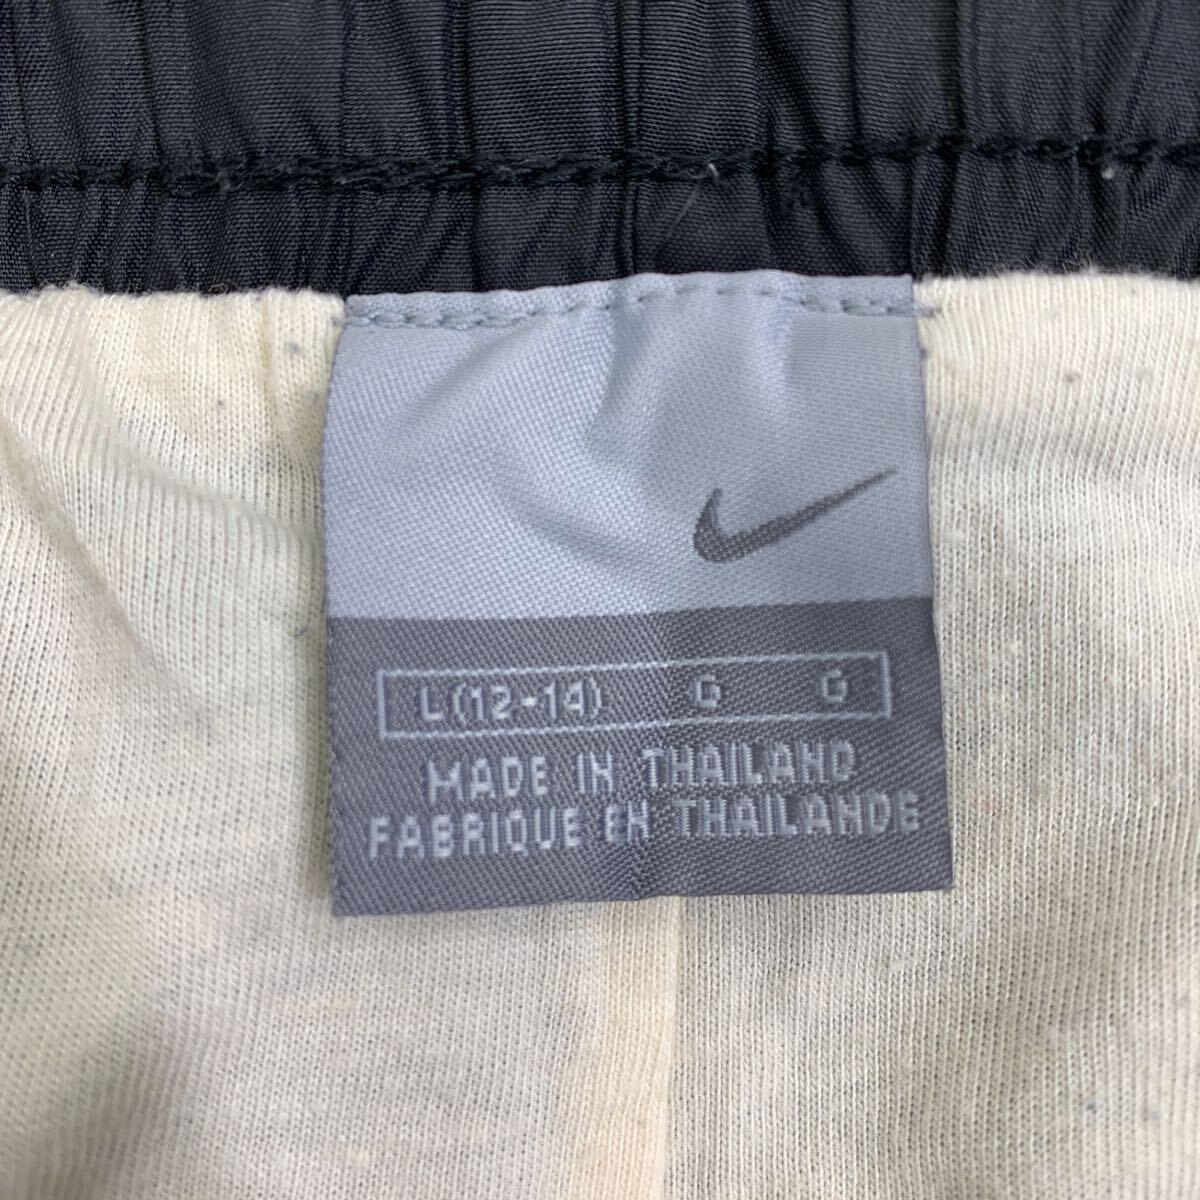 L(12-14) G G
MADE IN THAILAND
FABRIQUE EN THAILANDE